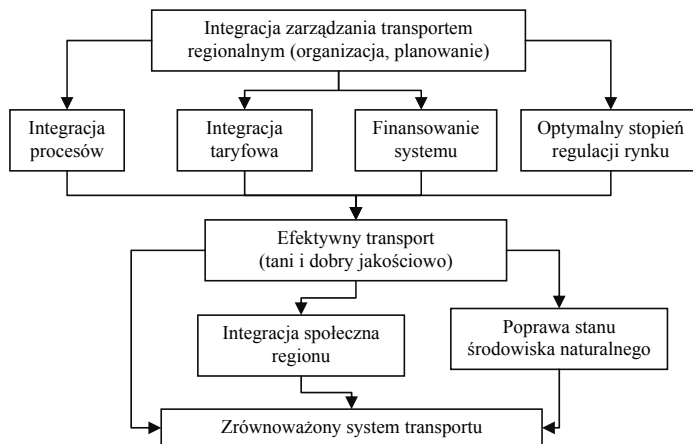 Integracja zarządzania transportem
regionalnym (organizacja, planowanie)
Integracja
procesów
Integracja
taryfowa
Finansowanie
systemu
Optymalny stopień
regulacji rynku
Efektywny transport
(tani i dobry jakościowo)
Integracja społeczna
regionu
Poprawa stanu
środowiska naturalnego
Zrównoważony system transportu